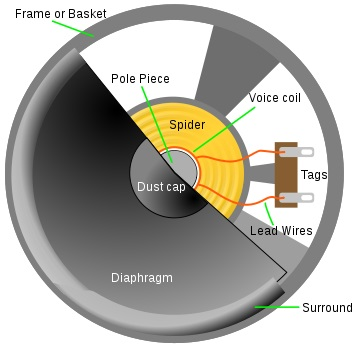 Frame or Basket
Pole Piece
Voice coil
Spider
Tags
Dust cap
Lead Wires
Diaphragm
Surround